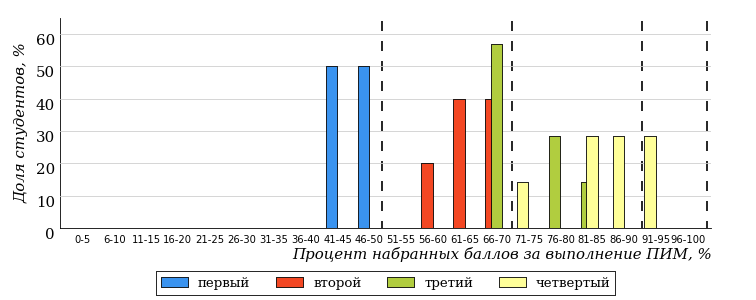 Доля студентов, %
60
50
40
30
20
10
0
0-5 6-10 11-15 16-20 21-25 26-30 31-35 36-40 41-45 46-50 51-55 56-60 61-65 66-70 71-75 76-80 81-85 86-90 91-95 96-100
Процент набранных баллов за выполнение ПИМ, %
первый второй третий четвертый